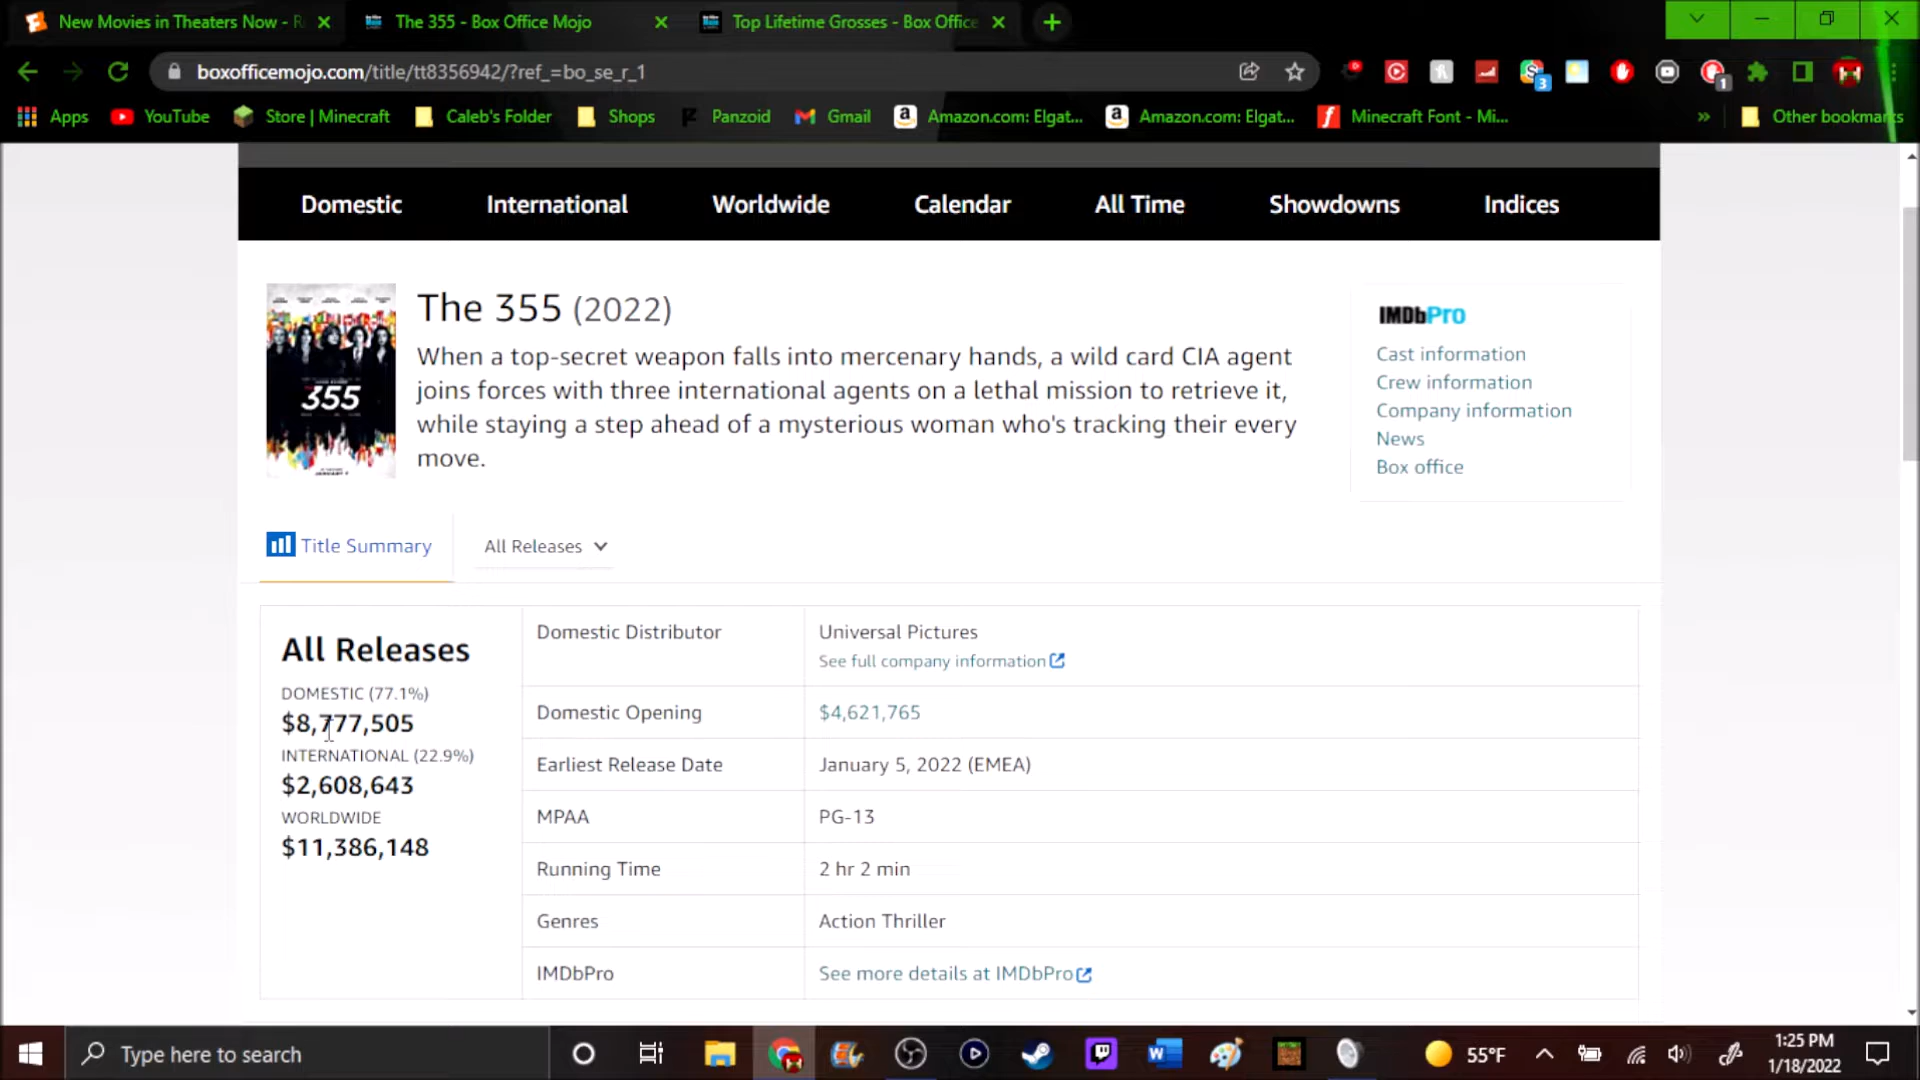 New Movies in Theaters Now - R
The 355 - Box Office Mojo
Top Lifetime Grosses - Box Office
boxofficemojo.com/title/tt8356942/?ref_=bo_se_r_1
3
1
Apps
YouTube
Store | Minecraft
Caleb's Folder
Shops
Panzoid
Gmail
Amazon.com: Elgat...
Amazon.com: Elgat...
Minecraft Font - Mi...
Other bookmarks
Domestic
International
Worldwide
Calendar
All Time
Showdowns
Indices
355
The 355 (2022)
When a top-secret weapon falls into mercenary hands, a wild card CIA agent
joins forces with three international agents on a lethal mission to retrieve it,
while staying a step ahead of a mysterious woman who's tracking their every
move.
IMDbPro
Cast information
Crew information
Company information
News
Box office
Title Summary
All Releases
All Releases
DOMESTIC (77.1%)
$8,777,505
INTERNATIONAL (22.9%)
$2,608,643
WORLDWIDE
$11,386,148
Domestic Distributor
Universal Pictures
See full company information
Domestic Opening
$4,621,765
Earliest Release Date
January 5, 2022 (EMEA)
MPAA
PG-13
Running Time
2 hr 2 min
Genres
Action Thriller
IMDbPro
See more details at IMDbPro
Type here to search
55°F
1:25 PM
1/18/2022